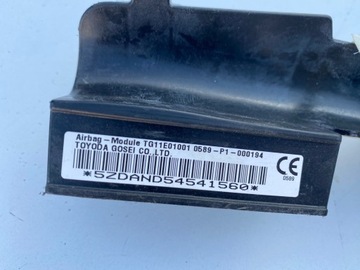 Airbag-Module TG11E01001 0589-P1-000194
TOYODA GOSEI CO.,LTD.
CE
0589
*5ZDAND54541560*